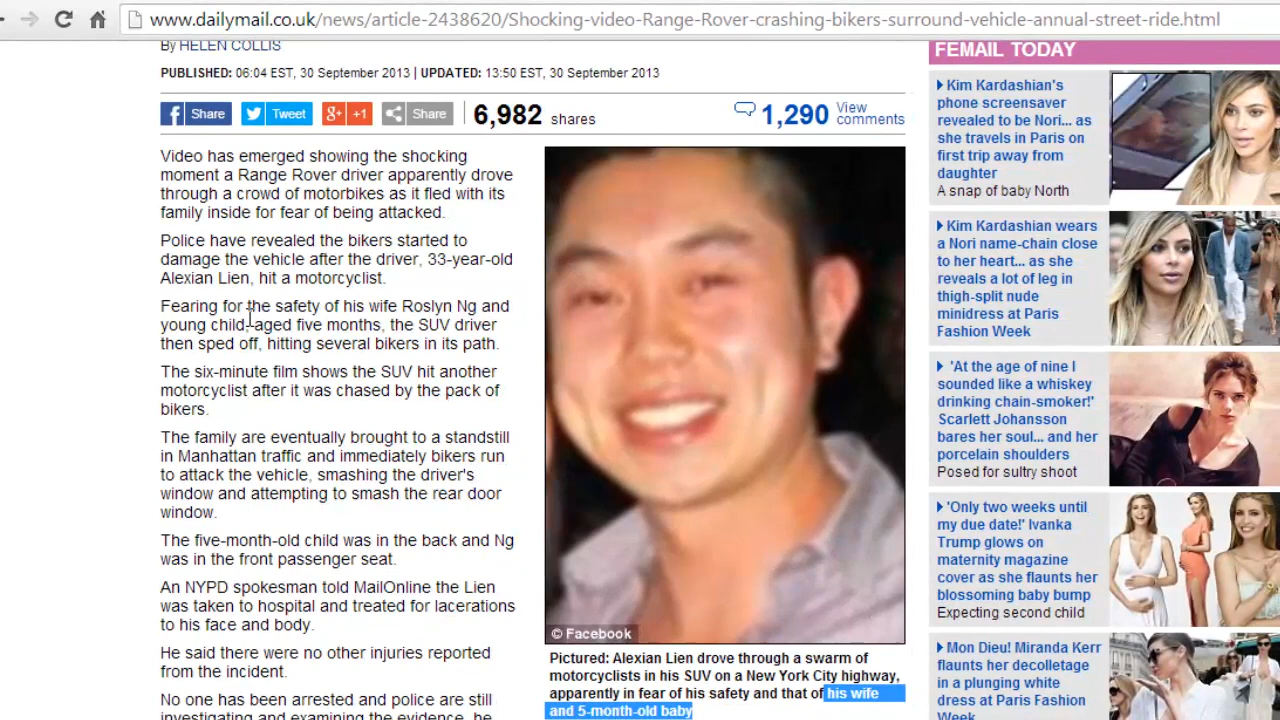 www.dailymail.co.uk/news/article-2438620/Shocking-video-Range-Rover-crashing-bikers-surround-vehicle-annual-street-ride.html
By HELEN COLLIS
PUBLISHED: 06:04 EST, 30 September 2013 | UPDATED: 13:50 EST, 30 September 2013
Share
Tweet
+1
Share
6,982 shares
1,290 View comments
Video has emerged showing the shocking
moment a Range Rover driver apparently drove
through a crowd of motorbikes as it fled with its
family inside for fear of being attacked.
Police have revealed the bikers started to
damage the vehicle after the driver, 33-year-old
Alexian Lien, hit a motorcyclist.
Fearing for the safety of his wife Roslyn Ng and
young child, aged five months, the SUV driver
then sped off, hitting several bikers in its path.
The six-minute film shows the SUV hit another
motorcyclist after it was chased by the pack of
bikers.
The family are eventually brought to a standstill
in Manhattan traffic and immediately bikers run
to attack the vehicle, smashing the driver's
window and attempting to smash the rear door
window.
The five-month-old child was in the back and Ng
was in the front passenger seat.
An NYPD spokesman told MailOnline the Lien
was taken to hospital and treated for lacerations
to his face and body.
He said there were no other injuries reported
from the incident.
No one has been arrested and police are still
investigating and examining the evidence, he
© Facebook
Pictured: Alexian Lien drove through a swarm of
motorcyclists in his SUV on a New York City highway,
apparently in fear of his safety and that of his wife
and 5-month-old baby
FEMAIL TODAY
Kim Kardashian's
phone screensaver
revealed to be Nori... as
she travels in Paris on
first trip away from
daughter
A snap of baby North
Kim Kardashian wears
a Nori name-chain close
to her heart... as she
reveals a lot of leg in
thigh-split nude
minidress at Paris
Fashion Week
'At the age of nine I
sounded like a whiskey
drinking chain-smoker!'
Scarlett Johansson
bares her soul... and her
porcelain shoulders
Posed for sultry shoot
'Only two weeks until
my due date!' Ivanka
Trump glows on
maternity magazine
cover as she flaunts her
blossoming baby bump
Expecting second child
Mon Dieu! Miranda Kerr
flaunts her decolletage
in a plunging white
dress at Paris Fashion
Week